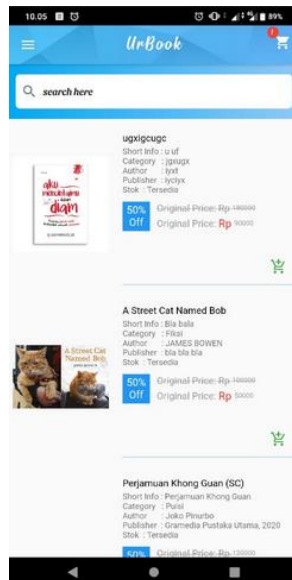 10.05
89%
UrBook
search here
ugxigcugc
Short Info : u uf
Category : jgxugx
Author : iyxt
Publisher : iyciyx
Stok : Tersedia
50% Off
Original Price: Rp 180000
Original Price: Rp 90000
aku
diam
A Street Cat Named Bob
Short Info : Bla bala
Category : Fiksi
Author : JAMES BOWEN
Publisher : bla bla bla
Stok : Tersedia
A Street Cat
Named Bob
50% Off
Original Price: Rp 100000
Original Price: Rp 50000
Perjamuan Khong Guan (SC)
Short Info : Perjamuan Khong Guan
Category : Puisi
Author : Joko Pinurbo
Publisher : Gramedia Pustaka Utama, 2020
Stok : Tersedia
50%
Original Price: Rp 120000